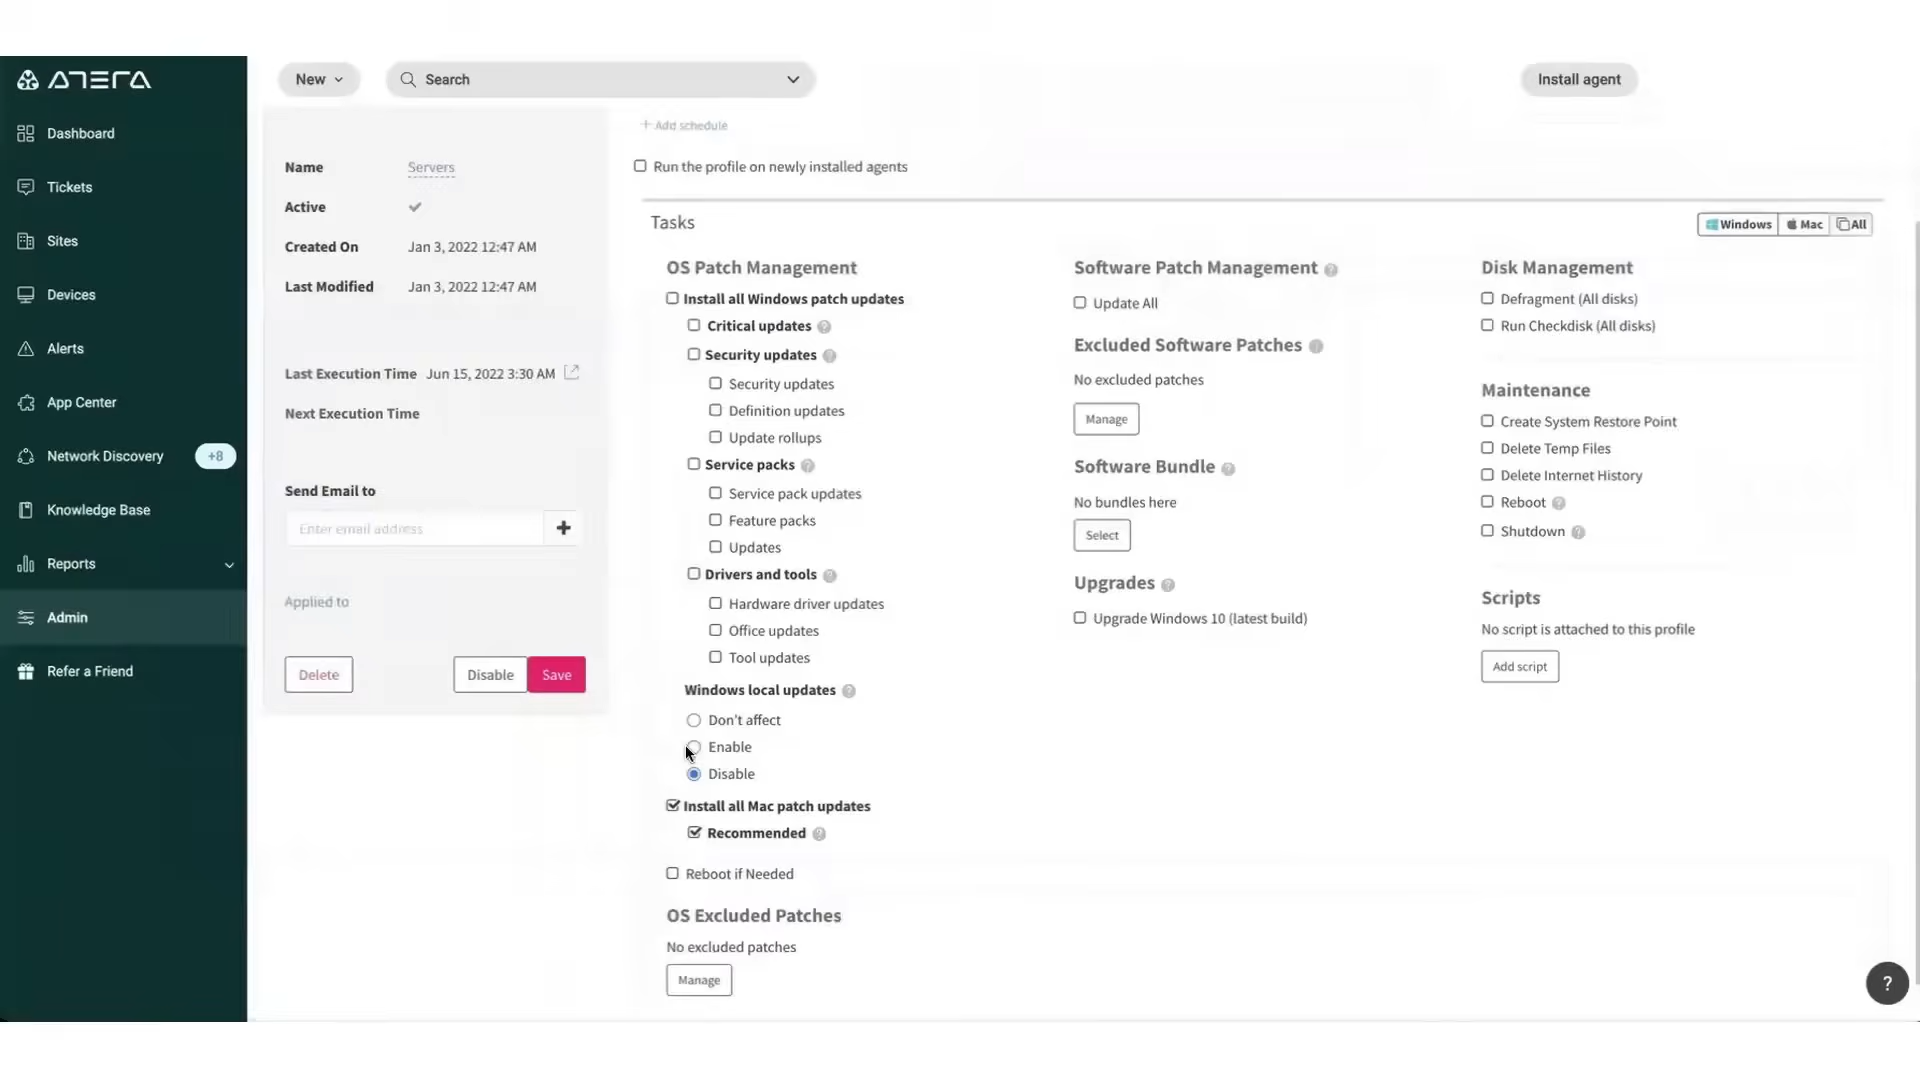 ATERA
Dashboard
Tickets
Sites
Devices
Alerts
App Center
Network Discovery +8
Knowledge Base
Reports
Admin
Refer a Friend
New
Search
Install agent
Name Servers
Active
Created On Jan 3, 2022 12:47 AM
Last Modified Jan 3, 2022 12:47 AM
Last Execution Time Jun 15, 2022 3:30 AM
Next Execution Time
Send Email to
Enter email address +
Applied to
Delete Disable Save
+ Add schedule
Run the profile on newly installed agents
Tasks
Windows Mac All
OS Patch Management
Install all Windows patch updates
Critical updates ?
Security updates ?
Security updates
Definition updates
Update rollups
Service packs ?
Service pack updates
Feature packs
Updates
Drivers and tools ?
Hardware driver updates
Office updates
Tool updates
Windows local updates ?
Don't affect
Enable
Disable
Install all Mac patch updates
Recommended ?
Reboot if Needed
OS Excluded Patches
No excluded patches
Manage
Software Patch Management ?
Update All
Excluded Software Patches
No excluded patches
Manage
Software Bundle ?
No bundles here
Select
Upgrades ?
Upgrade Windows 10 (latest build)
Disk Management
Defragment (All disks)
Run Checkdisk (All disks)
Maintenance
Create System Restore Point
Delete Temp Files
Delete Internet History
Reboot ?
Shutdown ?
Scripts
No script is attached to this profile
Add script
?